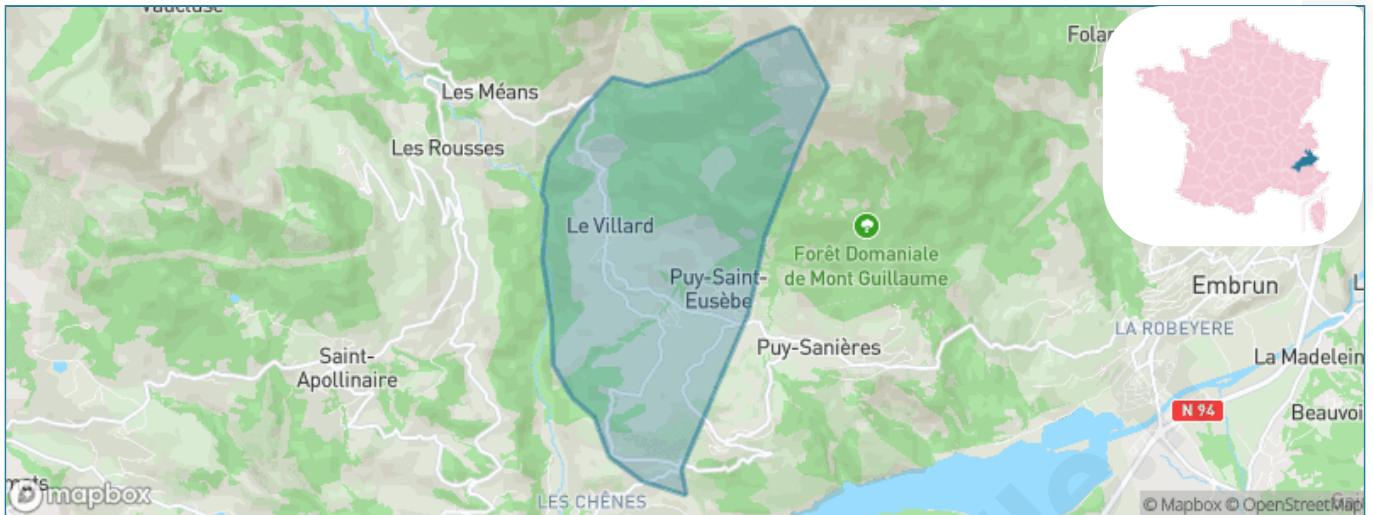 Vaucluse
Les Méans
Les Rousses
Le Villard
Puy-Saint-
Eusèbe
Forêt Domaniale
de Mont Guillaume
Embrun
LA ROBEYERE
Puy-Sanières
Saint-
Apollinaire
La Madelein
N 94
Beauvoi
LES CHÊNES
mapbox
© Mapbox © OpenStreetMap